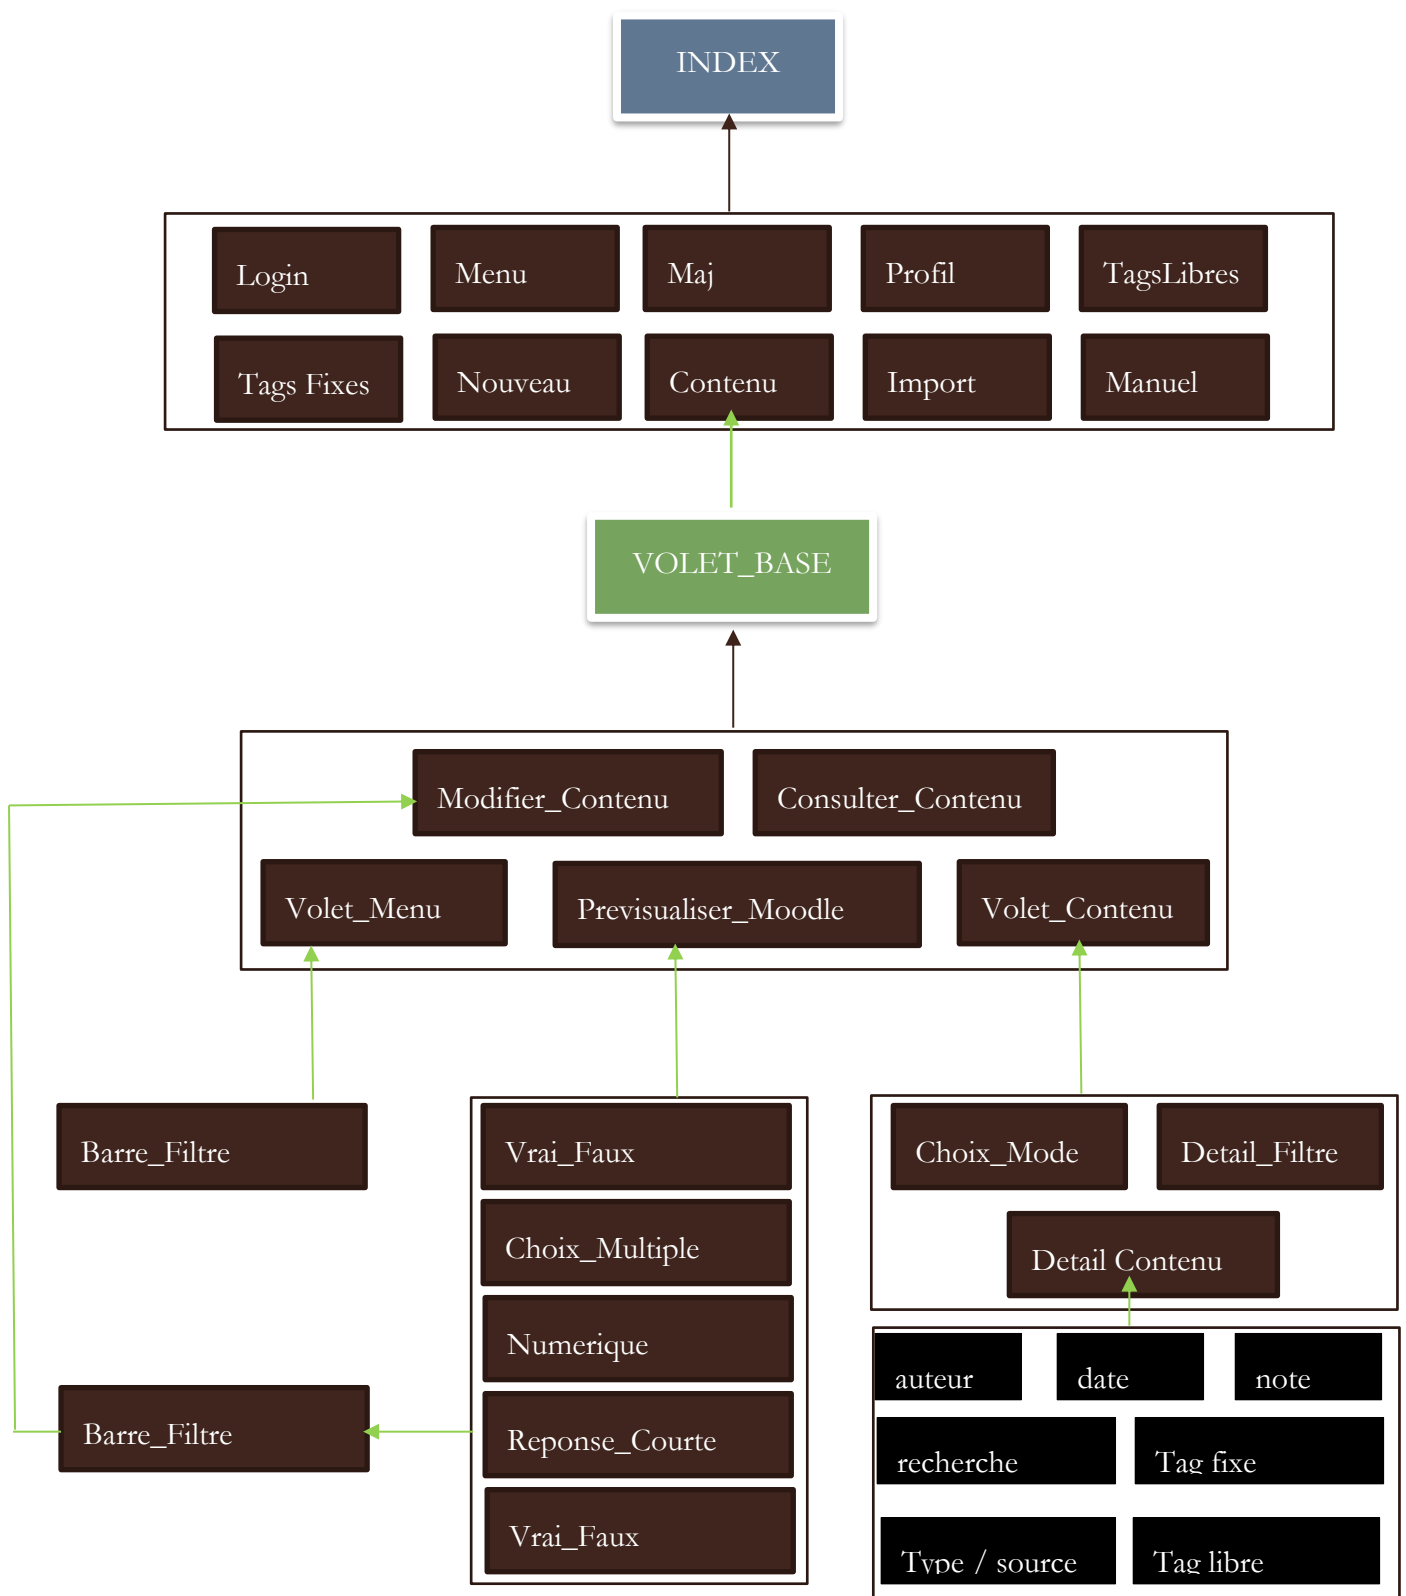 INDEX
Login
Menu
Maj
Profil
TagsLibres
Tags Fixes
Nouveau
Contenu
Import
Manuel
VOLET_BASE
Modifier_Contenu
Consulter_Contenu
Volet_Menu
Previsualiser_Moodle
Volet_Contenu
Barre_Filtre
Vrai_Faux
Choix_Mode
Detail_Filtre
Choix_Multiple
Detail Contenu
Numerique
auteur
date
note
Barre_Filtre
Reponse_Courte
recherche
Tag fixe
Vrai_Faux
Type / source
Tag libre